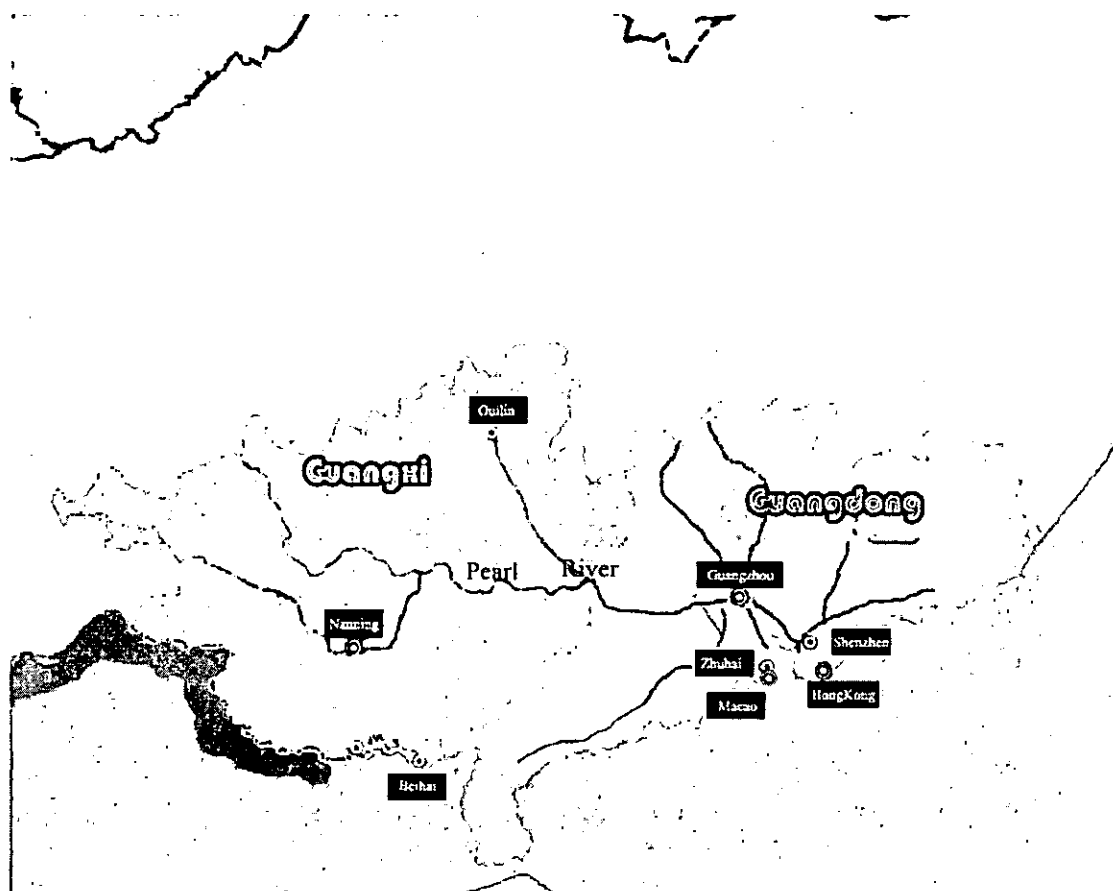 Guilin
Guangxi
Guangdong
Pearl River
Guangzhou
Nanning
Shenzhen
Zhuhai
HongKong
Macao
Beihai